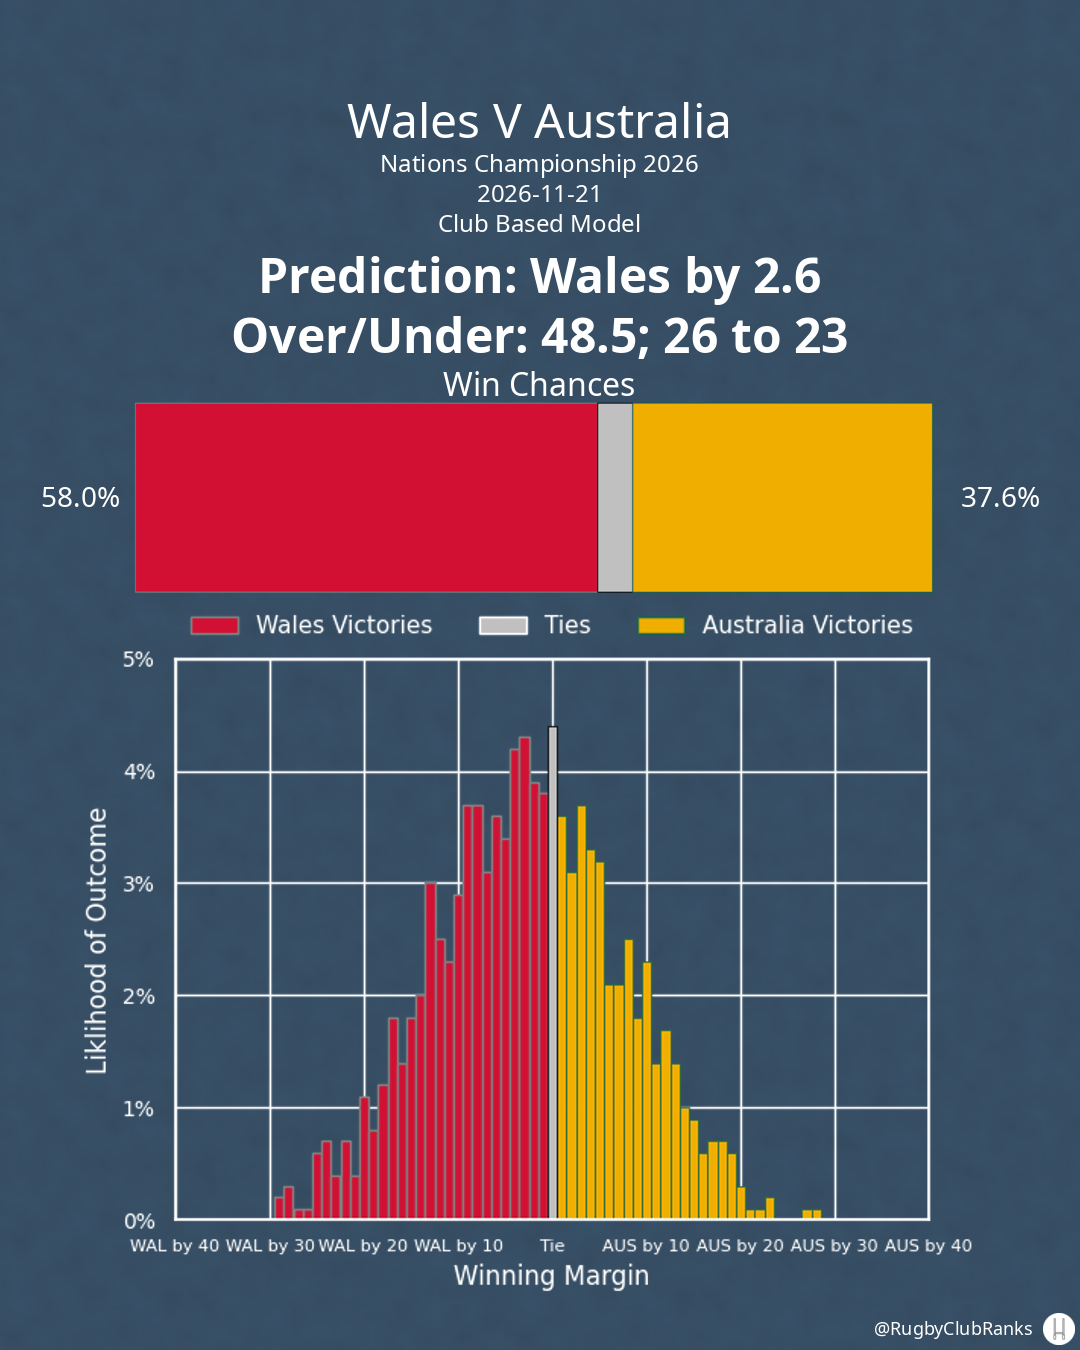 Wales V Australia
Nations Championship 2026
2026-11-21
Club Based Model
Prediction: Wales by 2.6
Over/Under: 48.5; 26 to 23
Win Chances
58.0%
37.6%
Wales Victories
Ties
Australia Victories
5%
4%
3%
2%
1%
0%
Liklihood of Outcome
WAL by 40 WAL by 30 WAL by 20 WAL by 10 Tie AUS by 10 AUS by 20 AUS by 30 AUS by 40
Winning Margin
@RugbyClubRanks